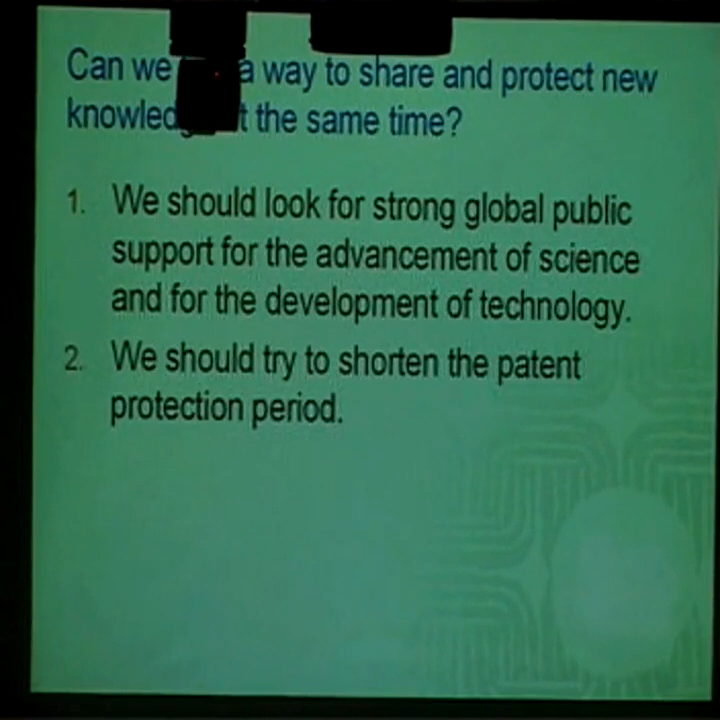 Can we a way to share and protect new
knowled t the same time?
1. We should look for strong global public
support for the advancement of science
and for the development of technology.
2. We should try to shorten the patent
protection period.